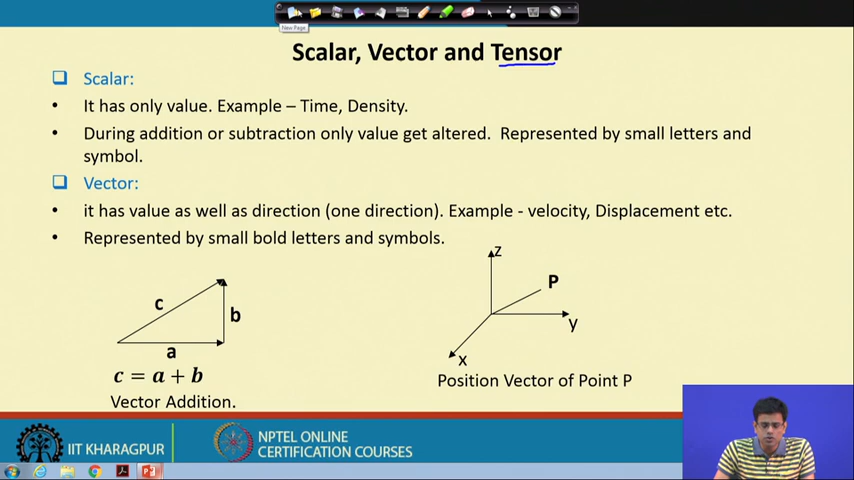 New Page
Scalar, Vector and Tensor
Scalar:
• It has only value. Example – Time, Density.
• During addition or subtraction only value get altered. Represented by small letters and
symbol.
Vector:
• it has value as well as direction (one direction). Example - velocity, Displacement etc.
• Represented by small bold letters and symbols.
c
b
a
c = a + b
Vector Addition.
z
P
y
x
Position Vector of Point P
IIT KHARAGPUR
NPTEL ONLINE
CERTIFICATION COURSES